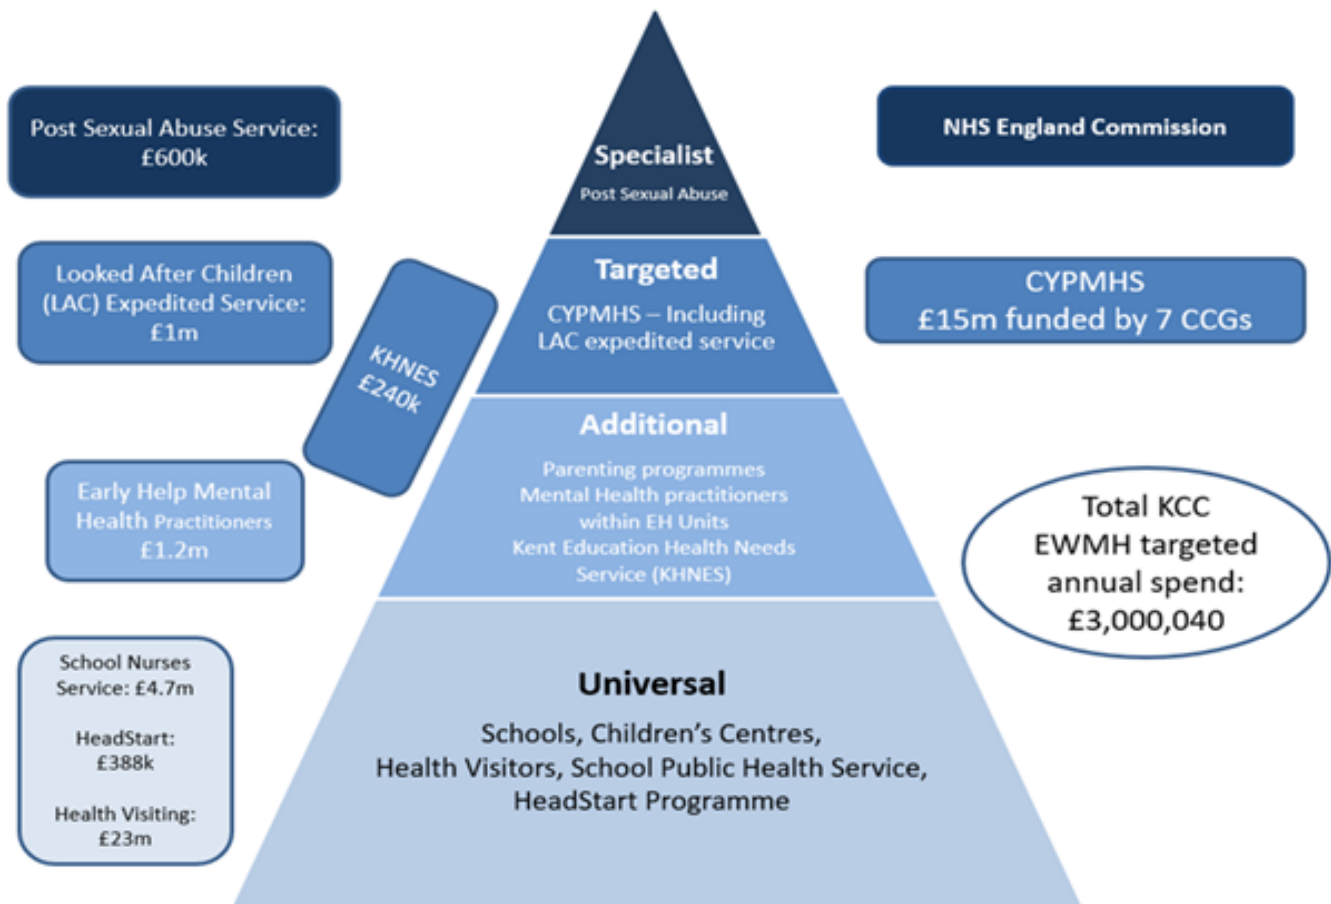 Post Sexual Abuse Service:
£600k
Looked After Children
(LAC) Expedited Service:
£1m
KHNES
£240k
Early Help Mental
Health Practitioners
£1.2m
School Nurses
Service: £4.7m
HeadStart:
£388k
Health Visiting:
£23m
Specialist
Post Sexual Abuse
Targeted
CYPMHS – Including
LAC expedited service
Additional
Parenting programmes
Mental Health practitioners
within EH Units
Kent Education Health Needs
Service (KHNES)
Universal
Schools, Children’s Centres,
Health Visitors, School Public Health Service,
HeadStart Programme
NHS England Commission
CYPMHS
£15m funded by 7 CCGs
Total KCC
EWMH targeted
annual spend:
£3,000,040